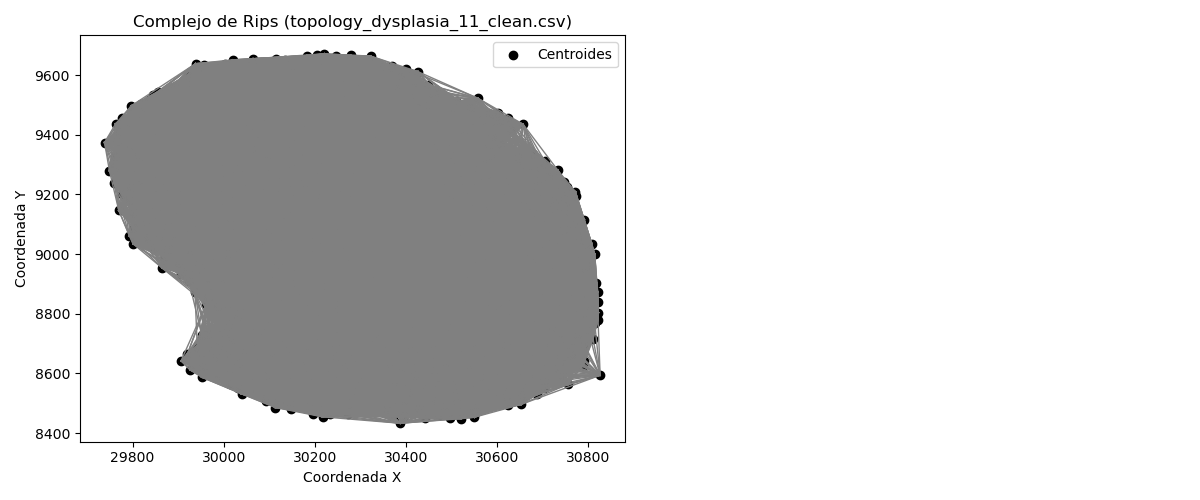 Complejo de Rips (topology_dysplasia_11_clean.csv)
Centroides
9600
9400
9200
9000
8800
8600
8400
Coordenada Y
29800 30000 30200 30400 30600 30800
Coordenada X